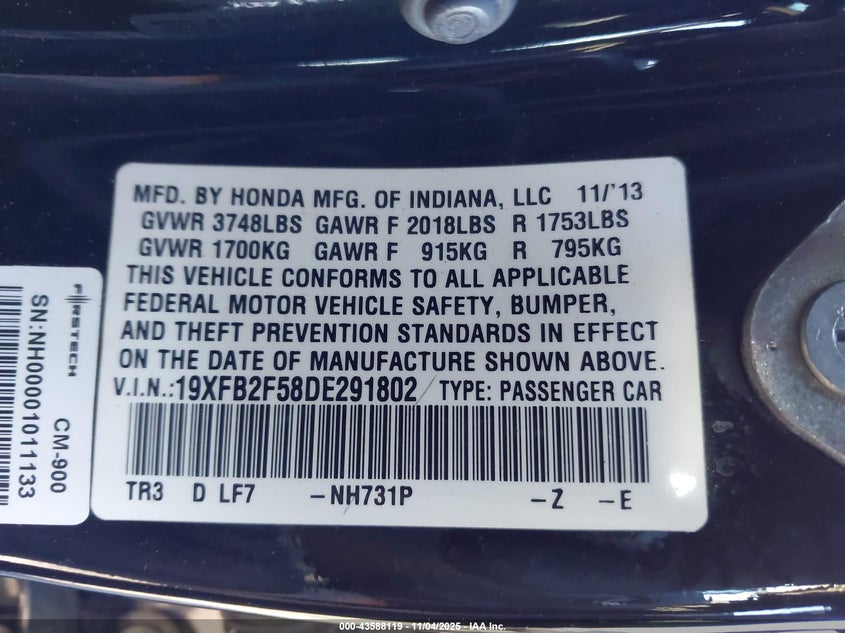 MFD. BY HONDA MFG. OF INDIANA, LLC 11/'13
GVWR 3748LBS GAWR F 2018LBS R 1753LBS
GVWR 1700KG GAWR F 915KG R 795KG
THIS VEHICLE CONFORMS TO ALL APPLICABLE
FEDERAL MOTOR VEHICLE SAFETY, BUMPER,
AND THEFT PREVENTION STANDARDS IN EFFECT
ON THE DATE OF MANUFACTURE SHOWN ABOVE.
V.I.N.:19XFB2F58DE291802 TYPE: PASSENGER CAR
TR3 D LF7 -NH731P -Z -E
FIRSTECH CM-900
SN:NH00001011133
000-43588119 - 11/04/2025 - IAA Inc.